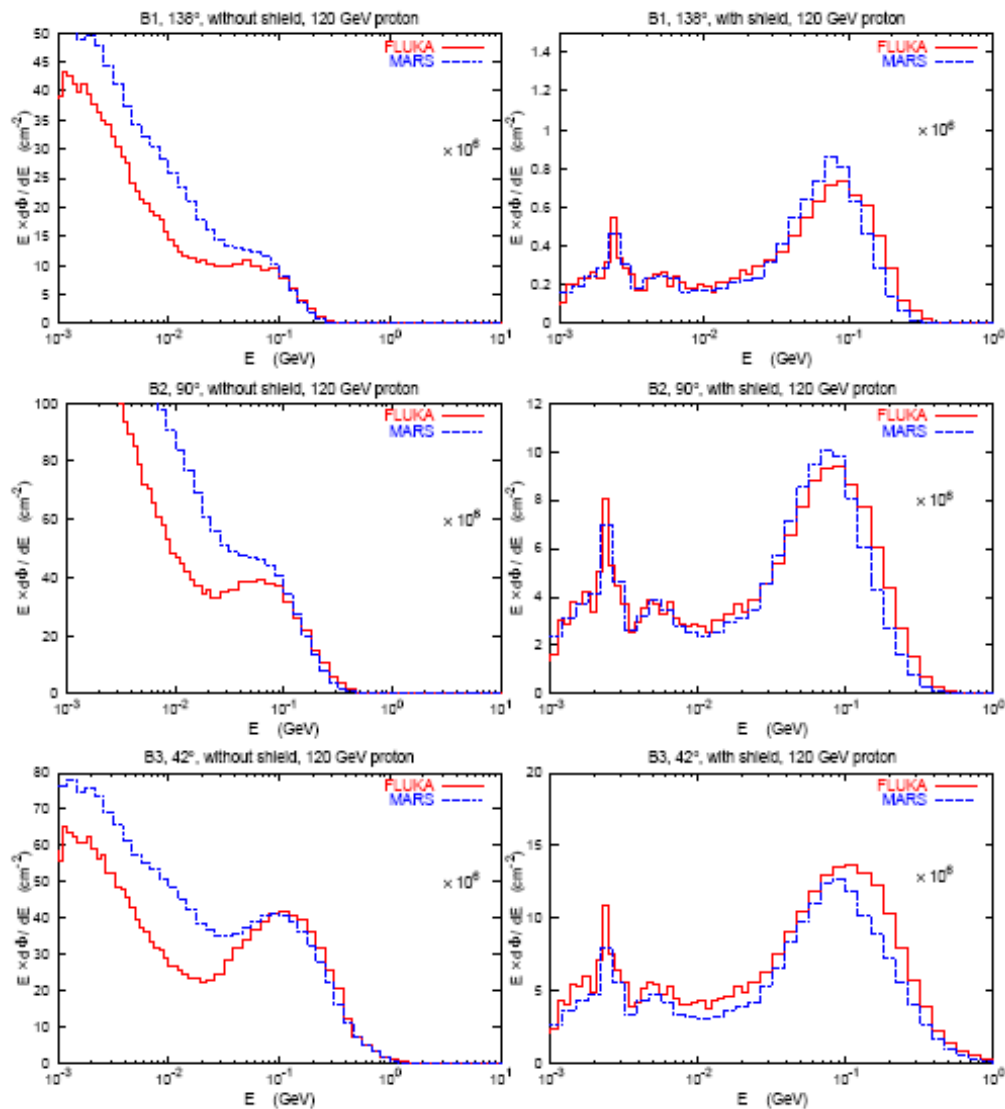 B1, 138°, without shield, 120 GeV proton
FLUKA
MARS
× 10⁶
E × dΦ / dE (cm⁻²)
50
45
40
35
30
25
20
15
10
5
0
10⁻³
10⁻²
10⁻¹
10⁰
10¹
E (GeV)
B1, 138°, with shield, 120 GeV proton
FLUKA
MARS
× 10⁶
E × dΦ / dE (cm⁻²)
1.4
1.2
1
0.8
0.6
0.4
0.2
0
10⁻³
10⁻²
10⁻¹
10⁰
E (GeV)
B2, 90°, without shield, 120 GeV proton
FLUKA
MARS
× 10⁶
E × dΦ / dE (cm⁻²)
100
80
60
40
20
0
10⁻³
10⁻²
10⁻¹
10⁰
10¹
E (GeV)
B2, 90°, with shield, 120 GeV proton
FLUKA
MARS
× 10⁶
E × dΦ / dE (cm⁻²)
12
10
8
6
4
2
0
10⁻³
10⁻²
10⁻¹
10⁰
E (GeV)
B3, 42°, without shield, 120 GeV proton
FLUKA
MARS
× 10⁶
E × dΦ / dE (cm⁻²)
80
70
60
50
40
30
20
10
0
10⁻³
10⁻²
10⁻¹
10⁰
10¹
E (GeV)
B3, 42°, with shield, 120 GeV proton
FLUKA
MARS
× 10⁶
E × dΦ / dE (cm⁻²)
20
15
10
5
0
10⁻³
10⁻²
10⁻¹
10⁰
E (GeV)